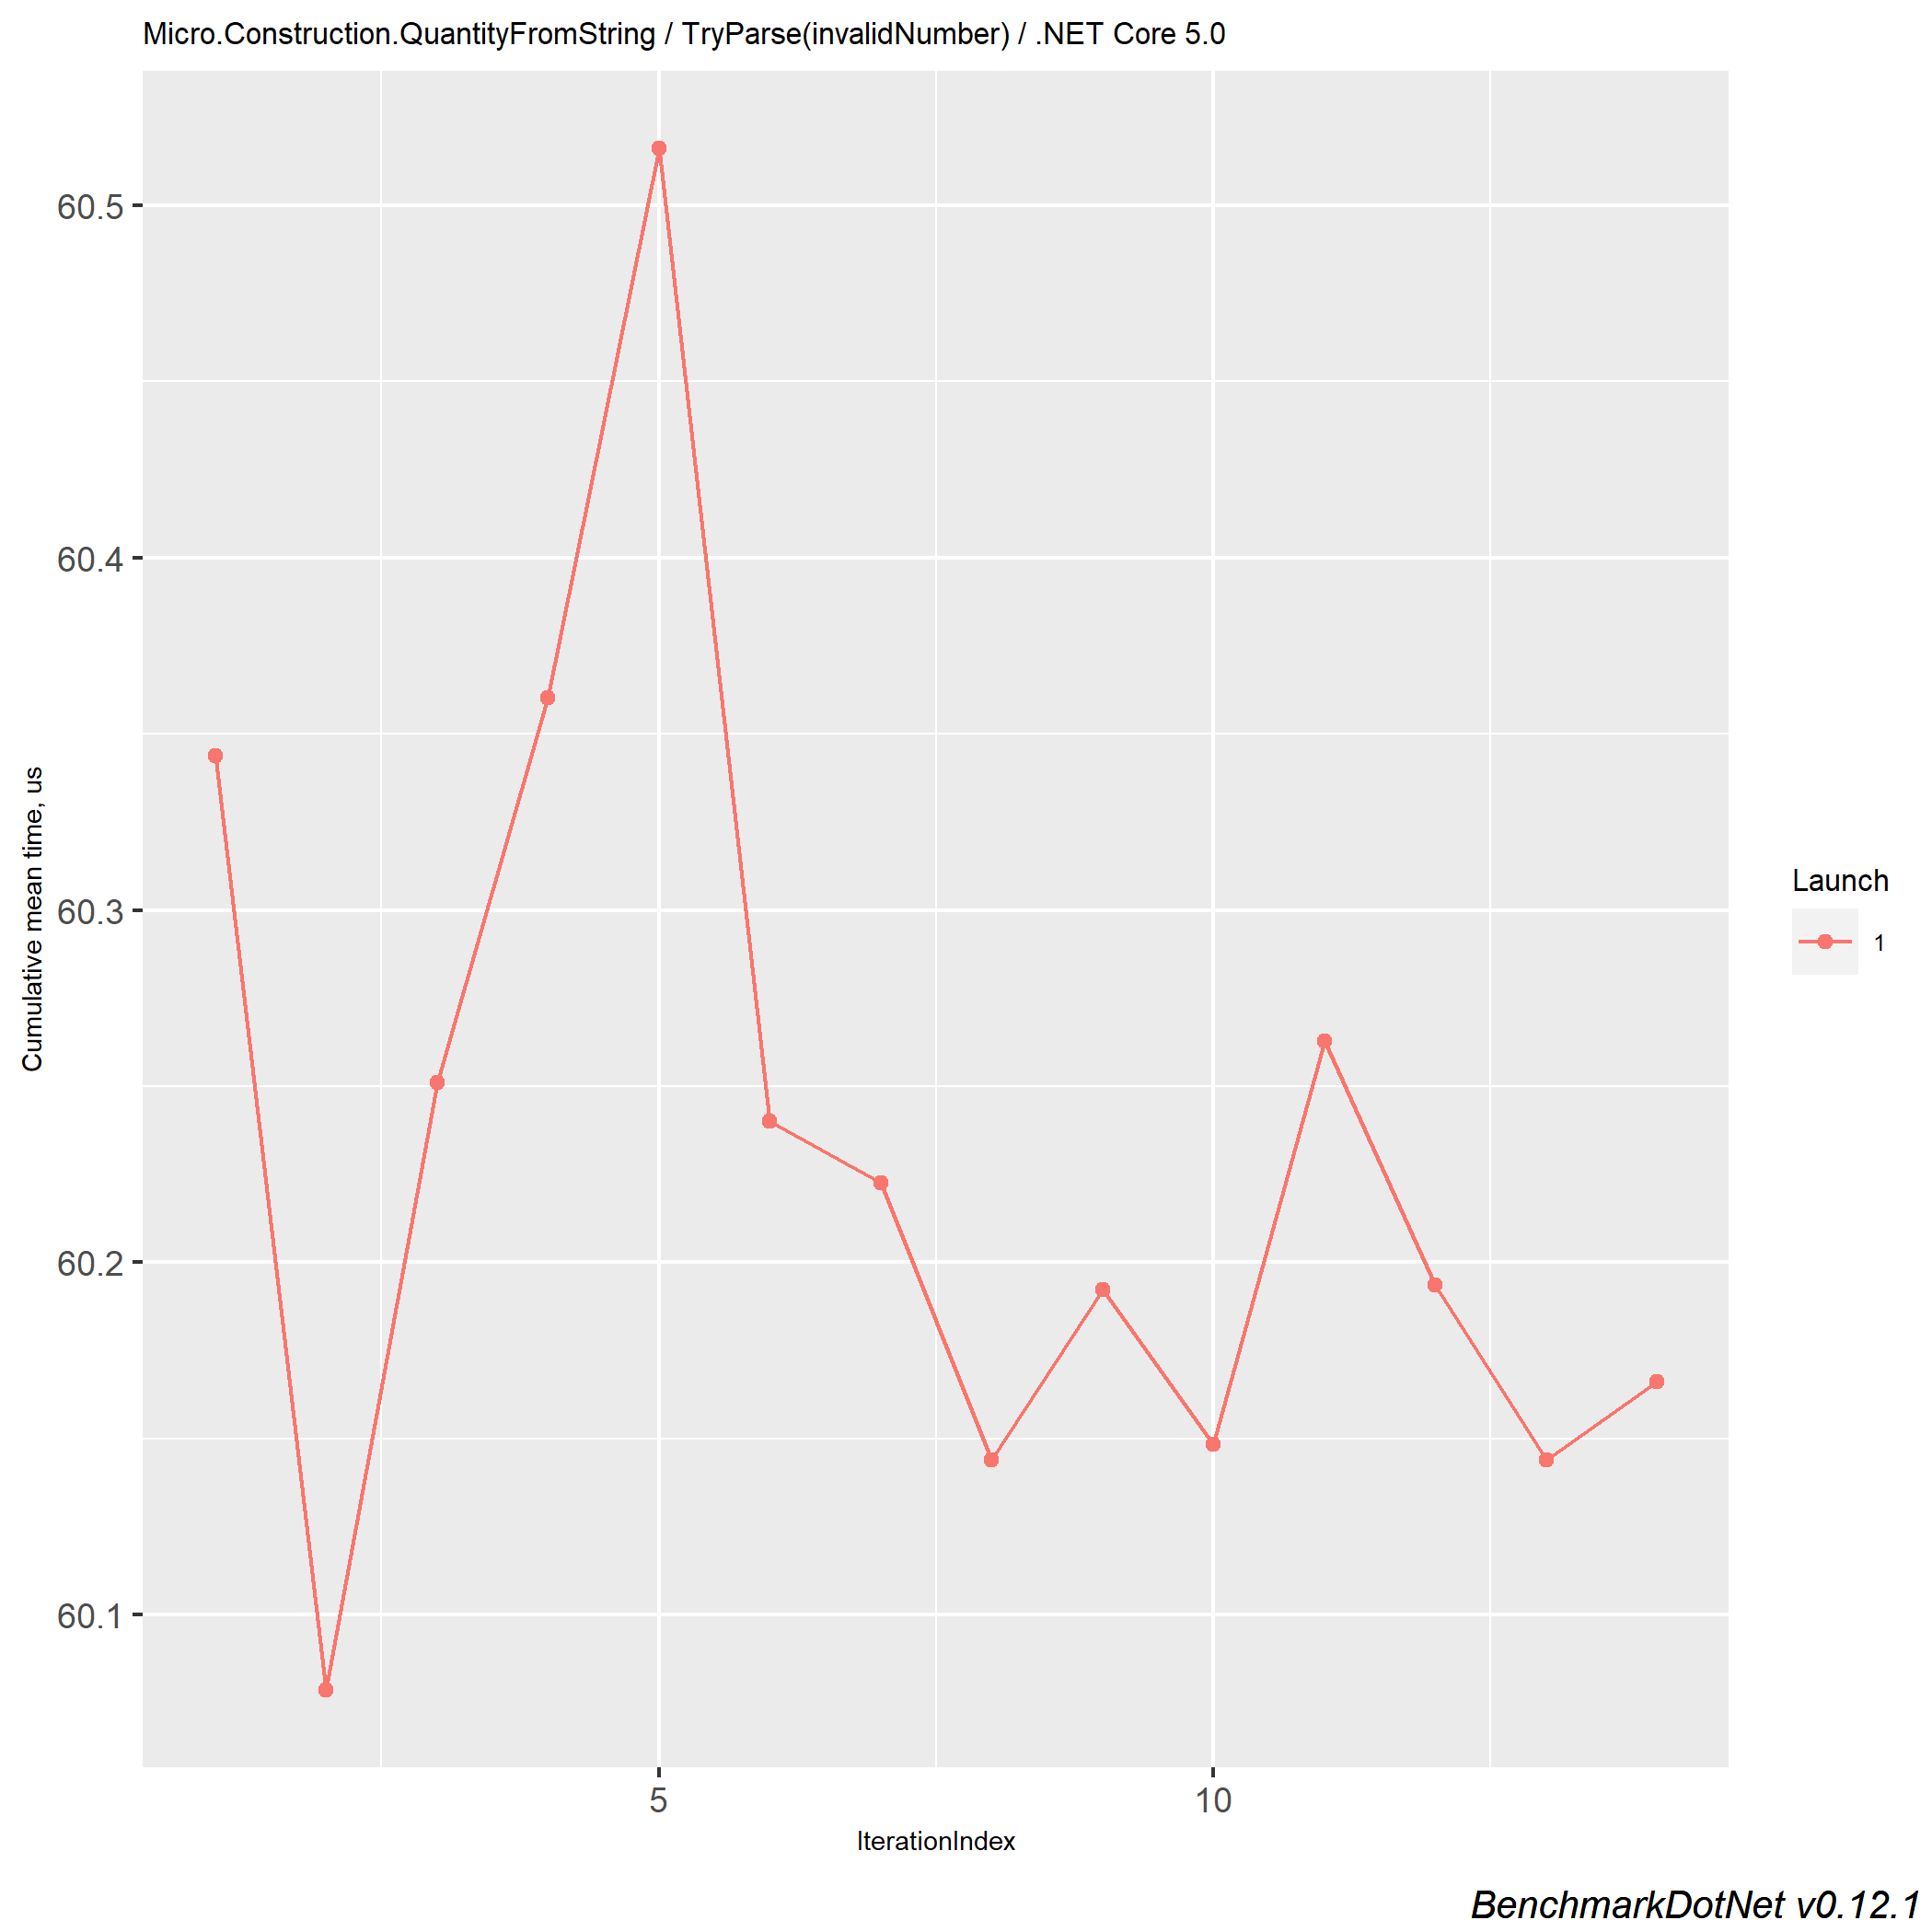 Micro.Construction.QuantityFromString / TryParse(invalidNumber) / .NET Core 5.0
60.5
60.4
60.3
60.2
60.1
Cumulative mean time, us
5
10
IterationIndex
Launch
1
BenchmarkDotNet v0.12.1